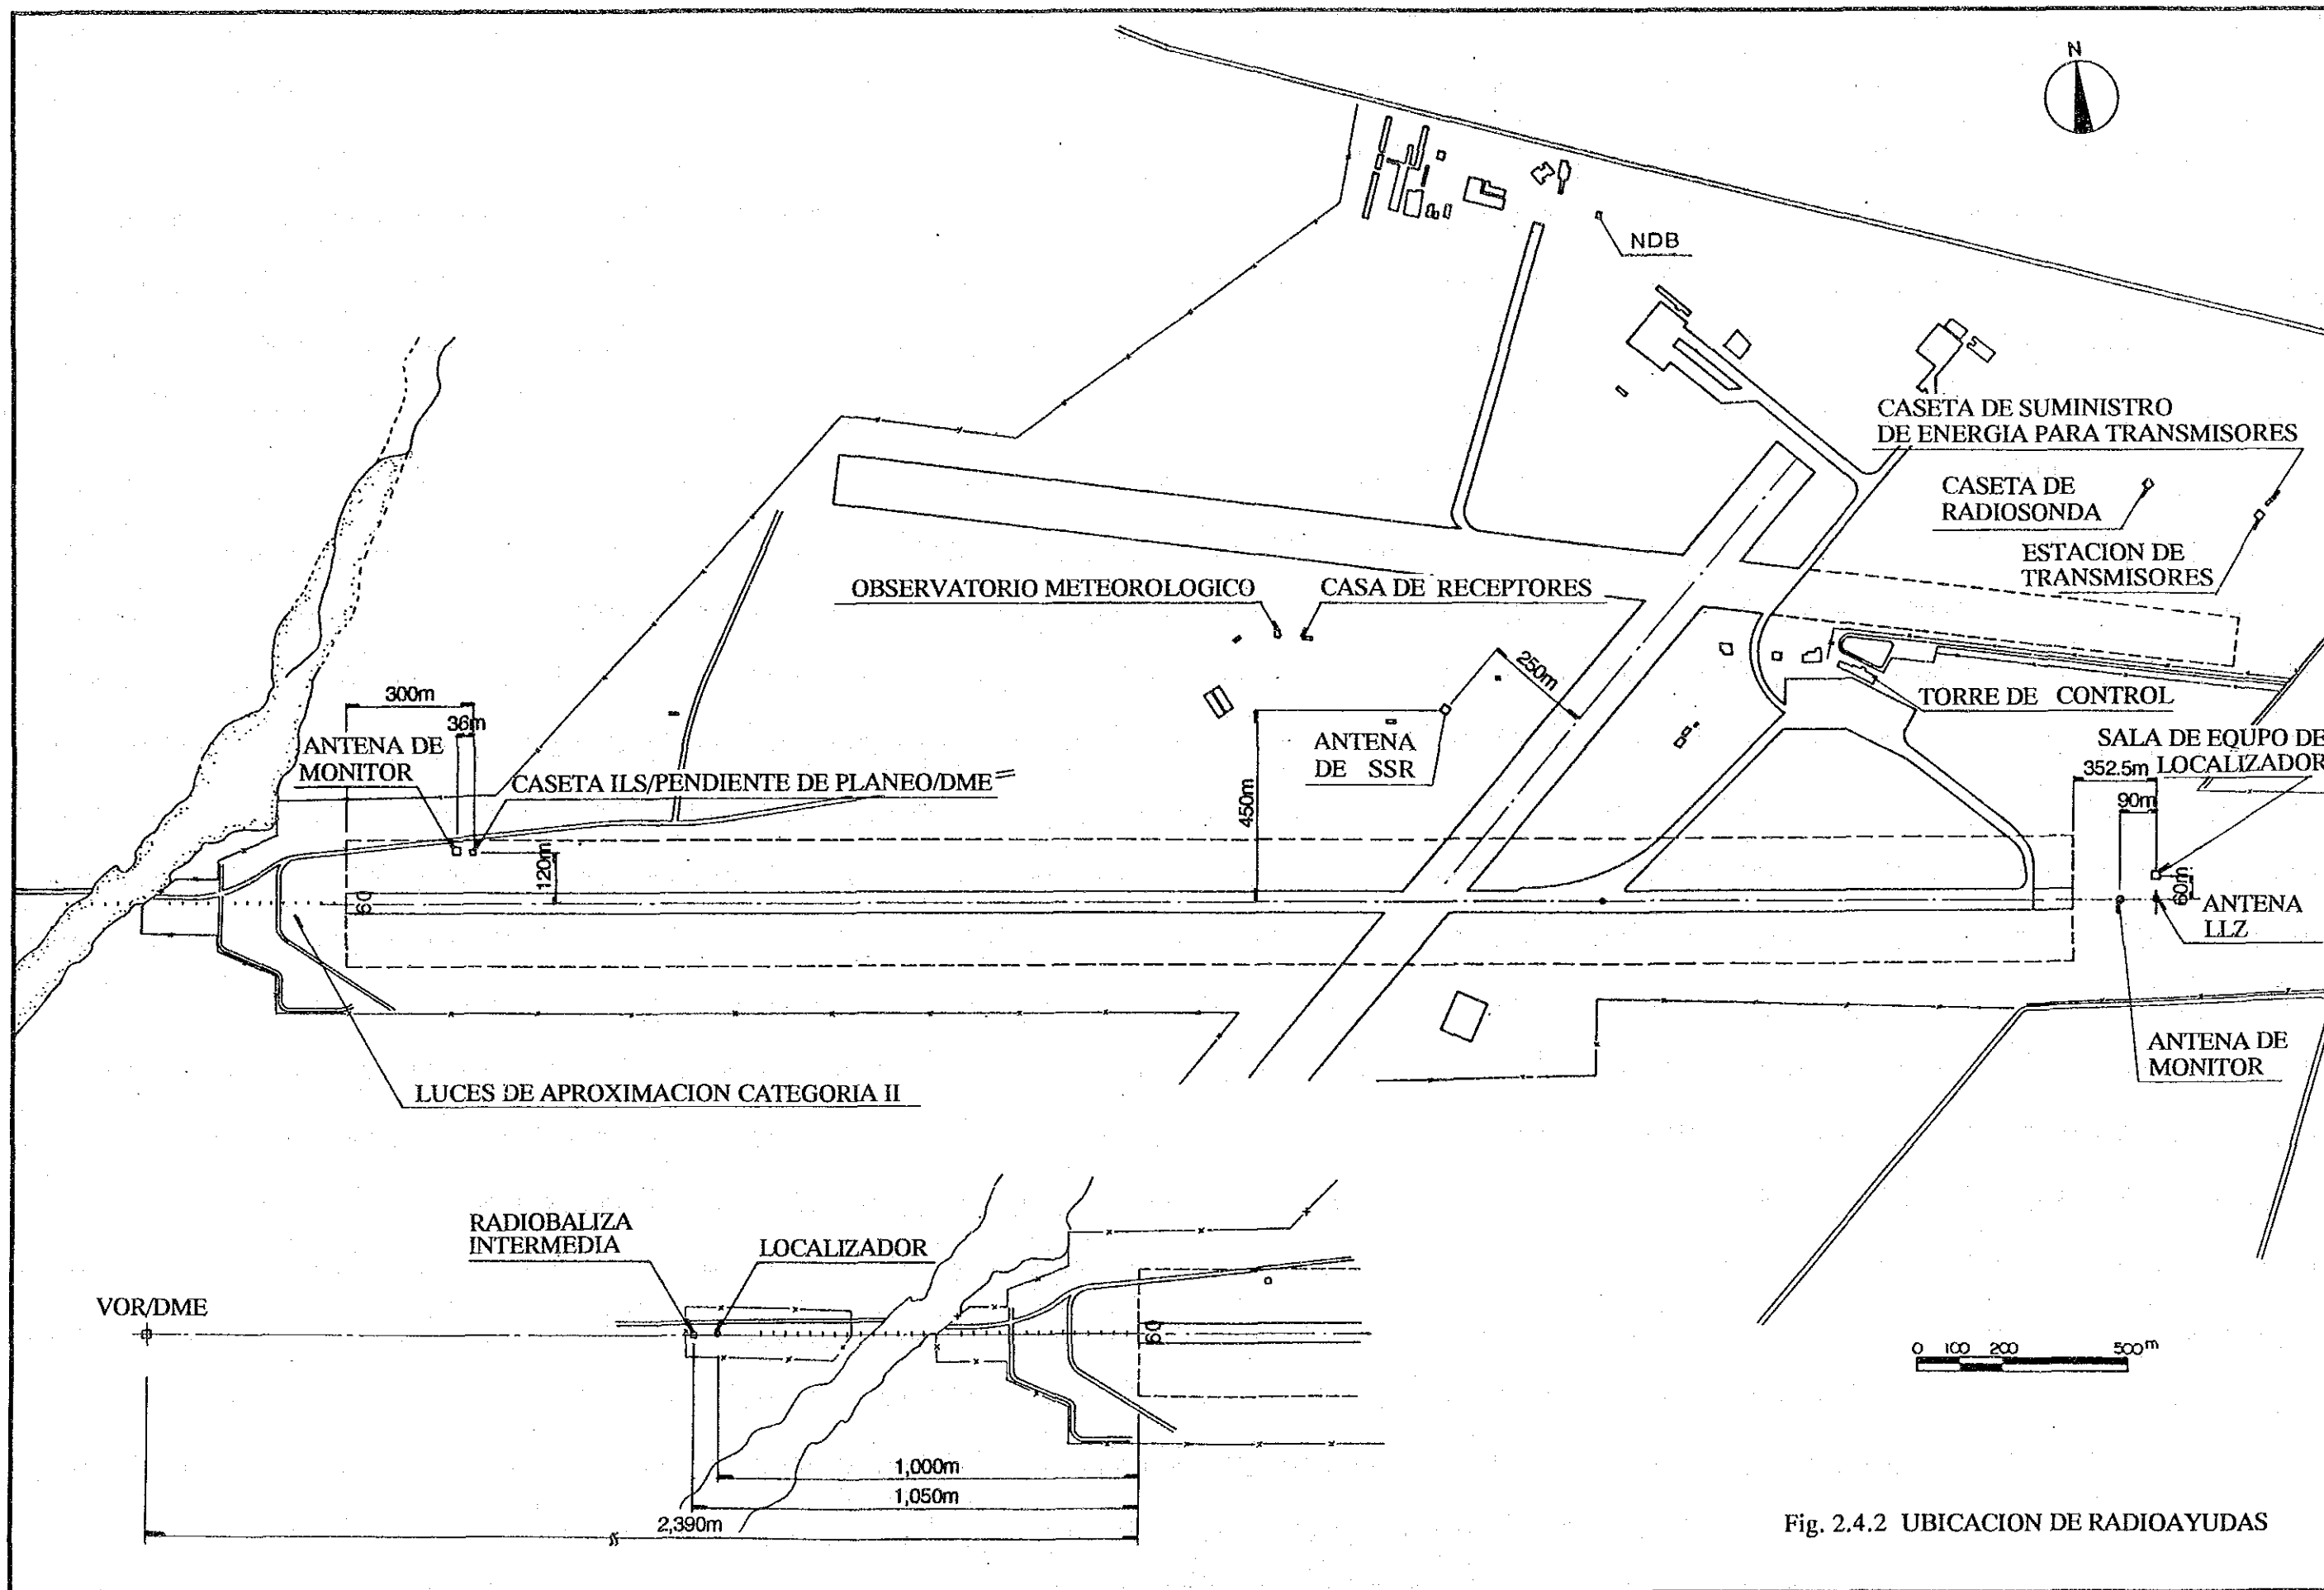 N
NDB
CASETA DE SUMINISTRO
DE ENERGIA PARA TRANSMISORES
CASETA DE
RADIOSONDA
ESTACION DE
TRANSMISORES
OBSERVATORIO METEOROLOGICO
CASA DE RECEPTORES
250m
300m
36m
TORRE DE CONTROL
ANTENA DE
MONITOR
CASETA ILS/PENDIENTE DE PLANEO/DME
ANTENA
DE SSR
450m
SALA DE EQUPO DE
LOCALIZADOR
352.5m
90m
120m
60
60m
ANTENA
LLZ
ANTENA DE
MONITOR
LUCES DE APROXIMACION CATEGORIA II
RADIOBALIZA
INTERMEDIA
LOCALIZADOR
VOR/DME
60
0 100 200 500m
1,000m
1,050m
2,390m
Fig. 2.4.2 UBICACION DE RADIOAYUDAS